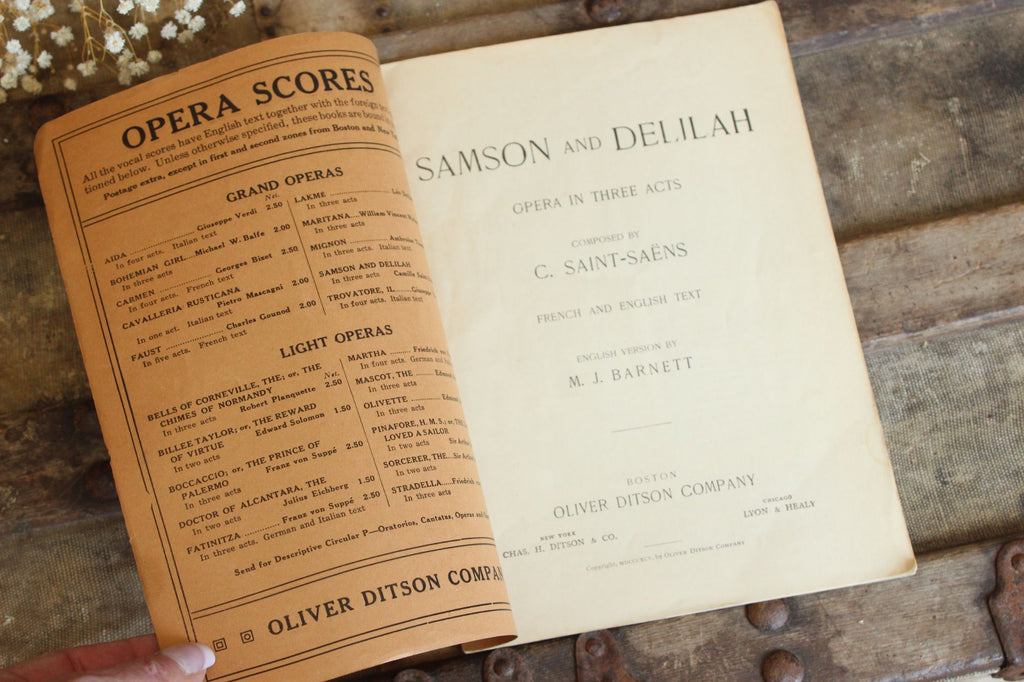 OPERA SCORES
All the vocal scores have English text together with the foreign
tioned below. Unless otherwise specified, these books are bound
Postage extra, except in first and second zones from Boston and New
GRAND OPERAS
Net.
AIDA .................... Giuseppe Verdi 2.50
In four acts. Italian text
BOHEMIAN GIRL...Michael W. Balfe 2.00
In three acts
CARMEN .................... Georges Bizet 2.50
In four acts. French text
CAVALLERIA RUSTICANA
Pietro Mascagni 2.00
In one act. Italian text
FAUST .................... Charles Gounod 2.00
In five acts. French text
LAKME
In three acts
MARITANA....William Vincent
In three acts
MIGNON
In three acts. Italian text
SAMSON AND DELILAH
In three acts Camille
TROVATORE, IL........Giuseppe
In four acts. Italian text
LIGHT OPERAS
Net.
BELLS OF CORNEVILLE, THE; or, THE
CHIMES OF NORMANDY
Robert Planquette 2.50
In three acts
BILLEE TAYLOR; or, THE REWARD
OF VIRTUE Edward Solomon 1.50
In two acts
BOCCACCIO; or, THE PRINCE OF
PALERMO Franz von Suppé 2.50
In three acts
DOCTOR OF ALCANTARA, THE
Julius Eichberg 1.50
In two acts
FATINITZA ............ Franz von Suppé 2.50
In three acts. German and Italian text
MARTHA ......... Friedrich
In four acts. German and
MASCOT, THE
In three acts
OLIVETTE
In three acts
PINAFORE, H. M. S.; or,
LOVED A SAILOR
In two acts
SORCERER, THE...Sir
In two acts
STRADELLA.....Friedrich
In three acts
Send for Descriptive Circular P—Oratorios, Cantatas, Operas and
OLIVER DITSON
SAMSON AND DELILAH
OPERA IN THREE ACTS
COMPOSED BY
C. SAINT-SAËNS
FRENCH AND ENGLISH TEXT
ENGLISH VERSION BY
M. J. BARNETT
BOSTON
OLIVER DITSON COMPANY
NEW YORK
CHAS. H. DITSON & CO.
CHICAGO
LYON & HEALY
Copyright, MDCCCXCV, by OLIVER DITSON COMPANY